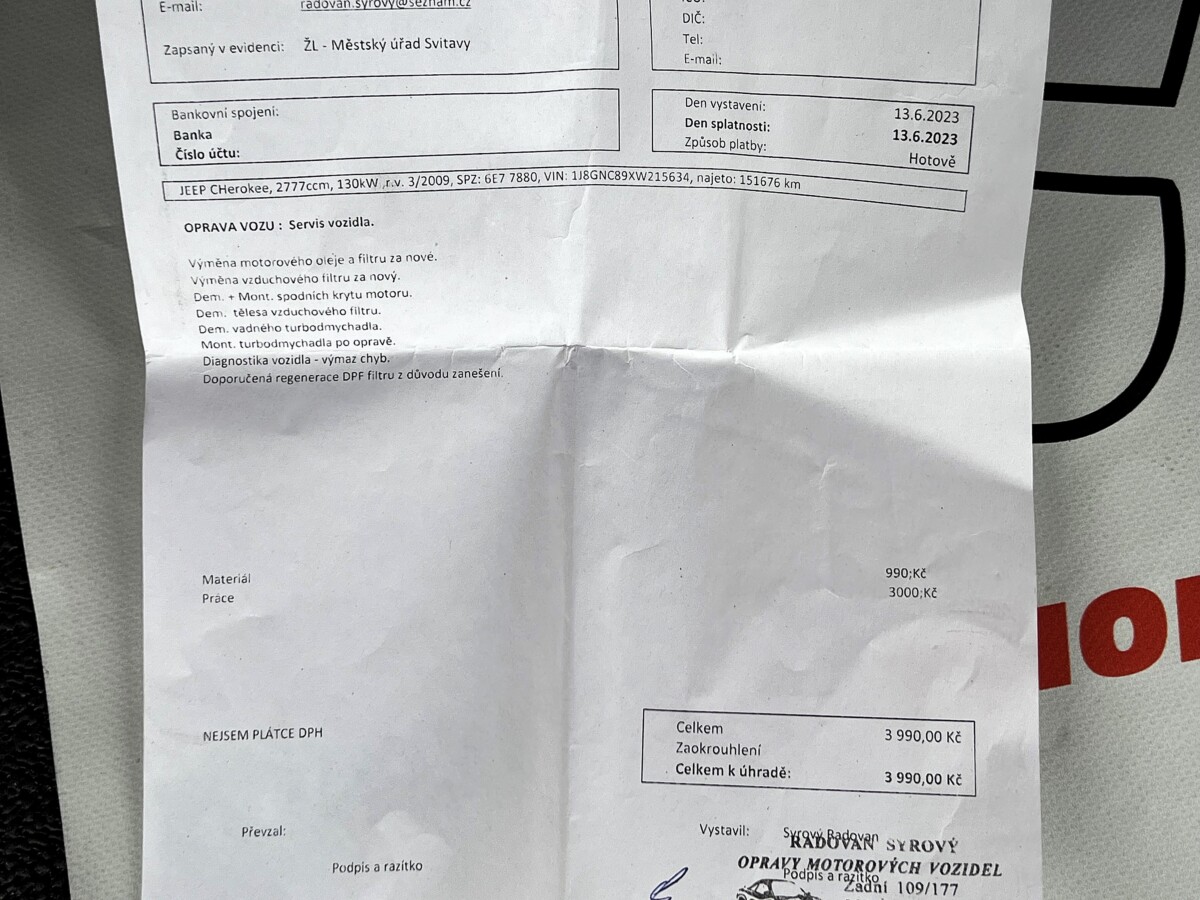 E-mail: radovan.syrovy@seznam.cz
Zapsaný v evidenci: ŽL - Městský úřad Svitavy
DIČ:
Tel:
E-mail:
Bankovní spojení:
Banka
Číslo účtu:
Den vystavení: 13.6.2023
Den splatnosti: 13.6.2023
Způsob platby: Hotově
JEEP CHerokee, 2777ccm, 130kW ,r.v. 3/2009, SPZ: 6E7 7880, VIN: 1J8GNC89XW215634, najeto: 151676 km
OPRAVA VOZU : Servis vozidla.
Výměna motorového oleje a filtru za nové.
Výměna vzduchového filtru za nový.
Dem. + Mont. spodních krytu motoru.
Dem. tělesa vzduchového filtru.
Dem. vadného turbodmychadla.
Mont. turbodmychadla po opravě.
Diagnostika vozidla - výmaz chyb.
Doporučená regenerace DPF filtru z důvodu zanešení.
Materiál 990;Kč
Práce 3000;Kč
NEJSEM PLÁTCE DPH
Celkem 3 990,00 Kč
Zaokrouhlení
Celkem k úhradě: 3 990,00 Kč
Převzal:
Podpis a razítko
Vystavil: Syrový Radovan
RADOVAN SYROVÝ
OPRAVY MOTOROVÝCH VOZIDEL
Podpis a razítko
Zadní 109/177